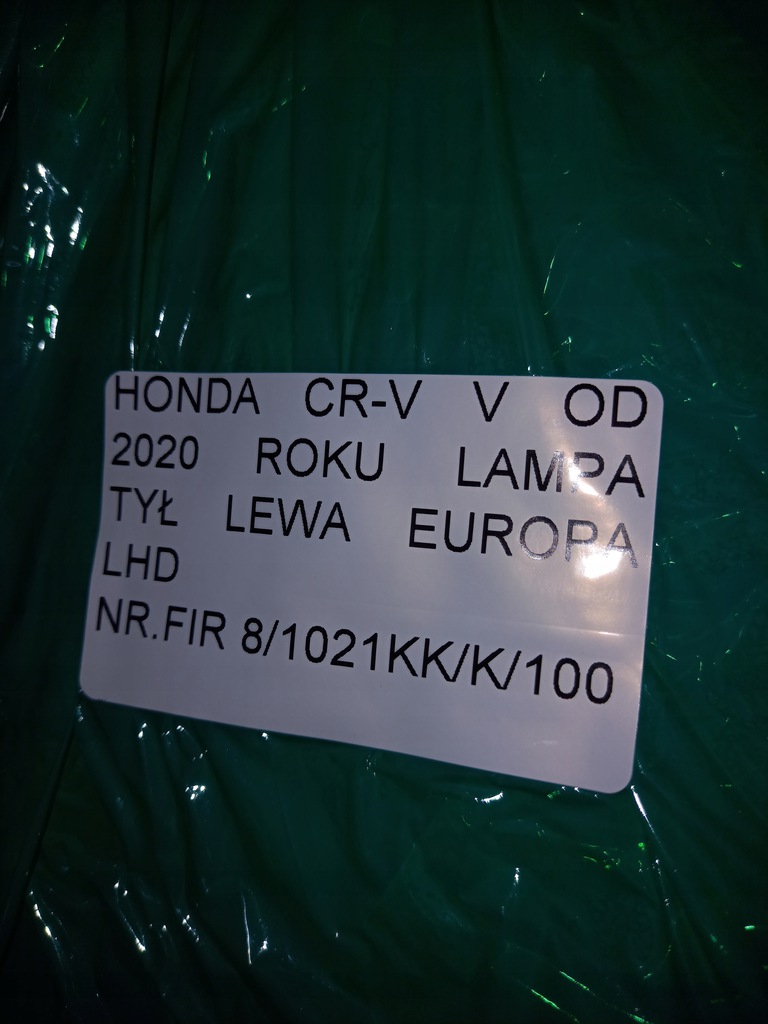 HONDA CR-V V OD
2020 ROKU LAMPA
TYŁ LEWA EUROPA
LHD
NR.FIR 8/1021KK/K/100